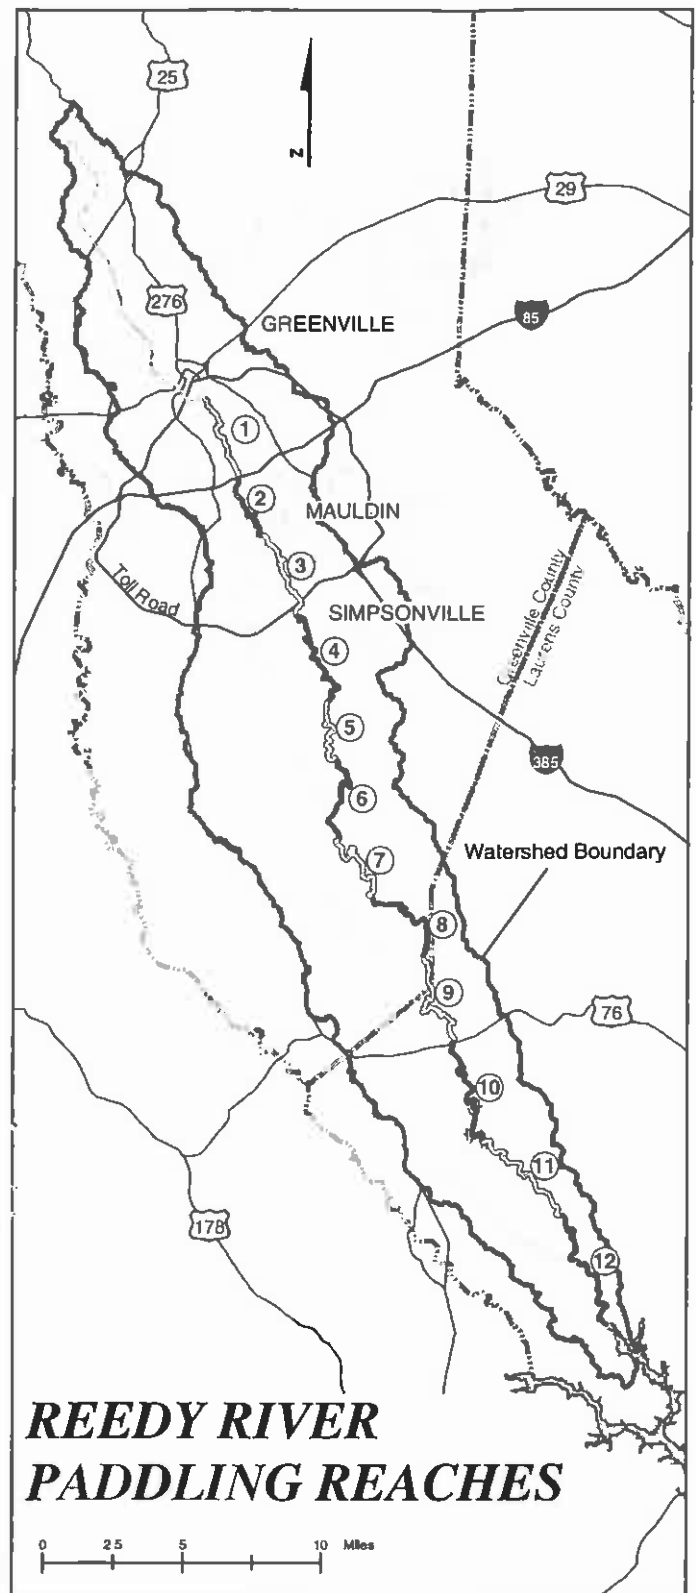 25
N
29
276
GREENVILLE
85
1
2
MAULDIN
3
Toll Road
SIMPSONVILLE
Greenville County
Laurens County
4
5
385
6
7
Watershed Boundary
8
9
76
10
11
178
12
REEDY RIVER
PADDLING REACHES
0 2 5 5 10 Miles